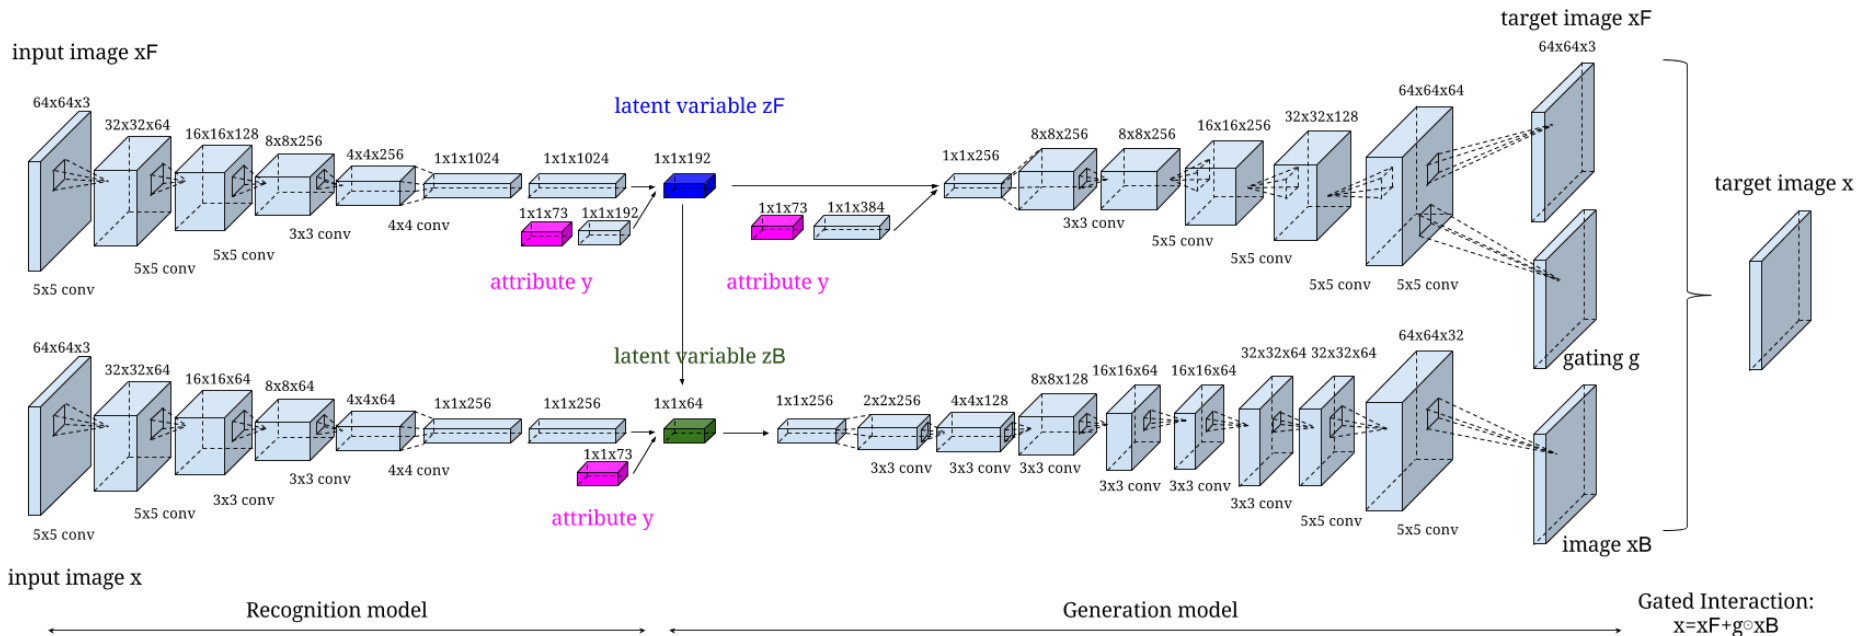 target image xF
input image xF
64x64x3
64x64x3
32x32x64
16x16x128
8x8x256
4x4x256
1x1x1024
1x1x1024
latent variable zF
1x1x192
1x1x73
1x1x192
attribute y
5x5 conv
5x5 conv
5x5 conv
3x3 conv
4x4 conv
1x1x73
1x1x384
attribute y
1x1x256
8x8x256
8x8x256
16x16x256
32x32x128
64x64x64
3x3 conv
5x5 conv
5x5 conv
5x5 conv
5x5 conv
target image x
gating g
64x64x3
32x32x64
16x16x64
8x8x64
4x4x64
1x1x256
1x1x256
latent variable zB
1x1x64
1x1x73
attribute y
5x5 conv
5x5 conv
3x3 conv
3x3 conv
4x4 conv
1x1x256
2x2x256
4x4x128
8x8x128
16x16x64
16x16x64
32x32x64
32x32x64
64x64x32
3x3 conv
3x3 conv
3x3 conv
3x3 conv
3x3 conv
3x3 conv
5x5 conv
5x5 conv
image xB
input image x
Recognition model
Generation model
Gated Interaction:
x=xF+g⊙xB